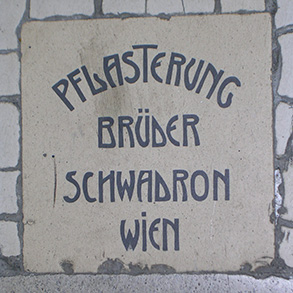 PFLASTERUNG
BRÜDER
SCHWADRON
WiEN